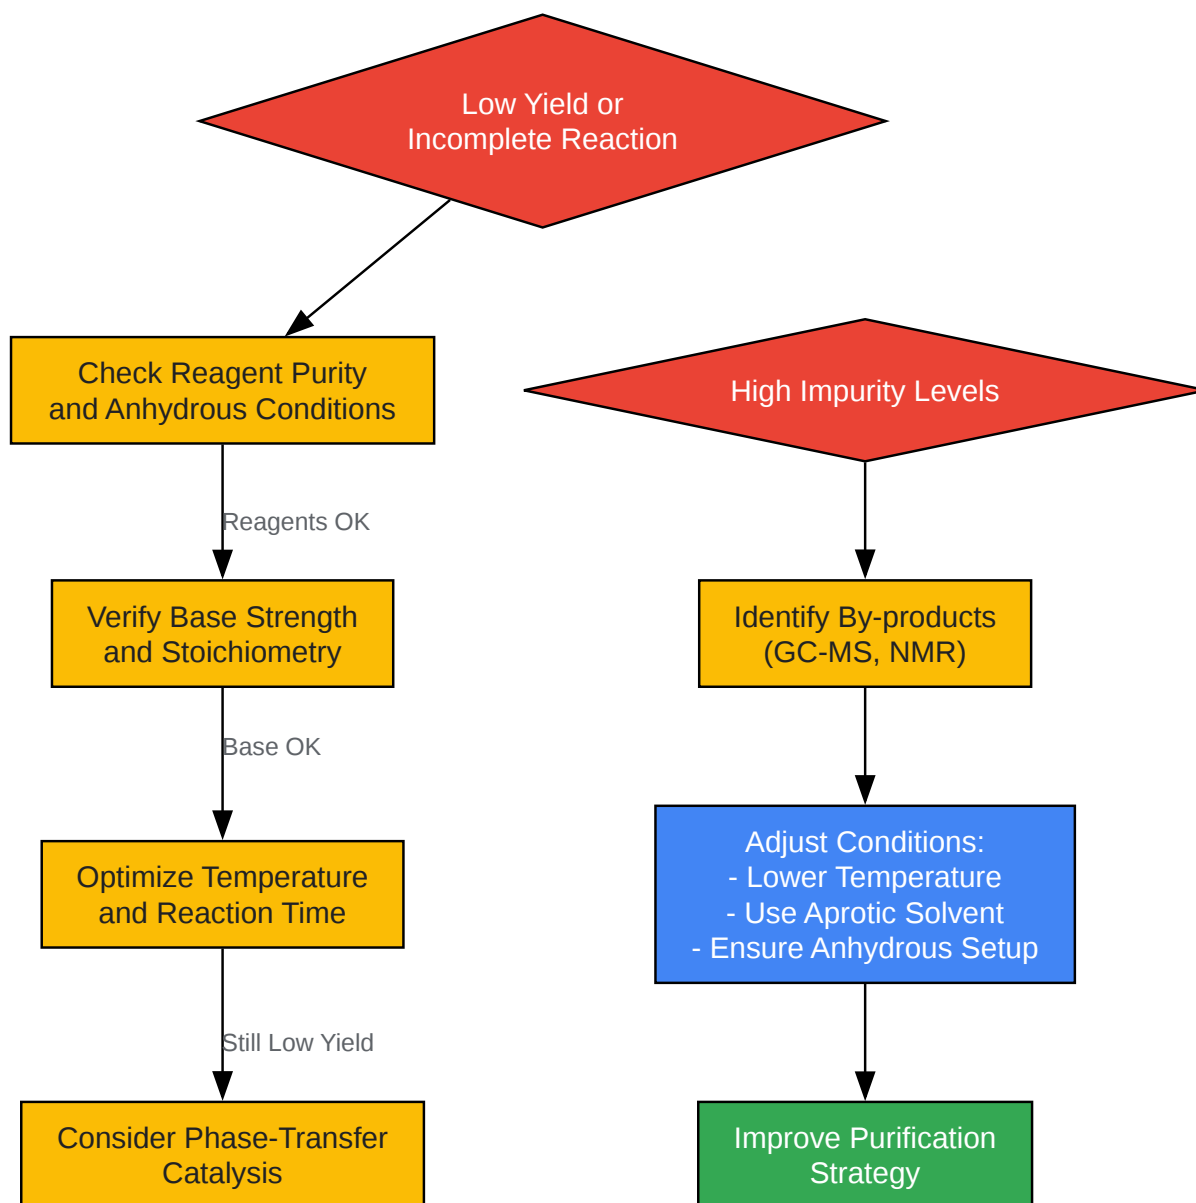 Low Yield or
Incomplete Reaction
Check Reagent Purity
and Anhydrous Conditions
High Impurity Levels
Reagents OK
Verify Base Strength
and Stoichiometry
Identify By-products
(GC-MS, NMR)
Base OK
Optimize Temperature
and Reaction Time
Adjust Conditions:
- Lower Temperature
- Use Aprotic Solvent
- Ensure Anhydrous Setup
Still Low Yield
Consider Phase-Transfer
Catalysis
Improve Purification
Strategy